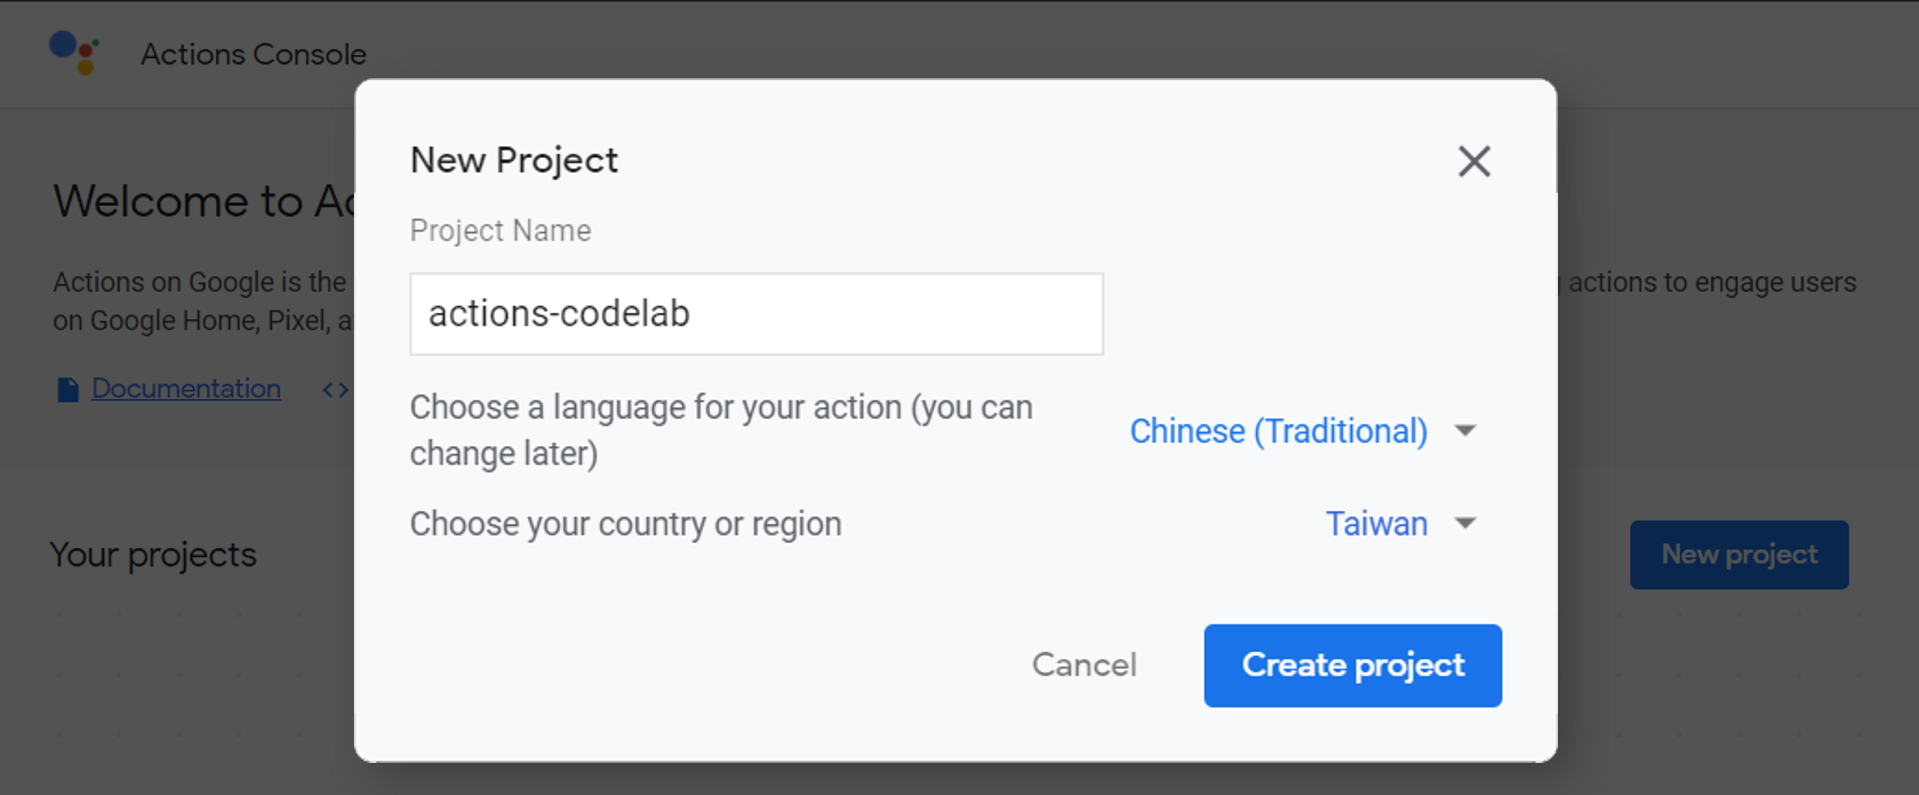 Actions Console
Welcome to Ac
Actions on Google is the
actions to engage users
on Google Home, Pixel, a
Documentation
<>
Your projects
New project
New Project
Project Name
actions-codelab
Choose a language for your action (you can
change later)
Chinese (Traditional)
Choose your country or region
Taiwan
Cancel
Create project